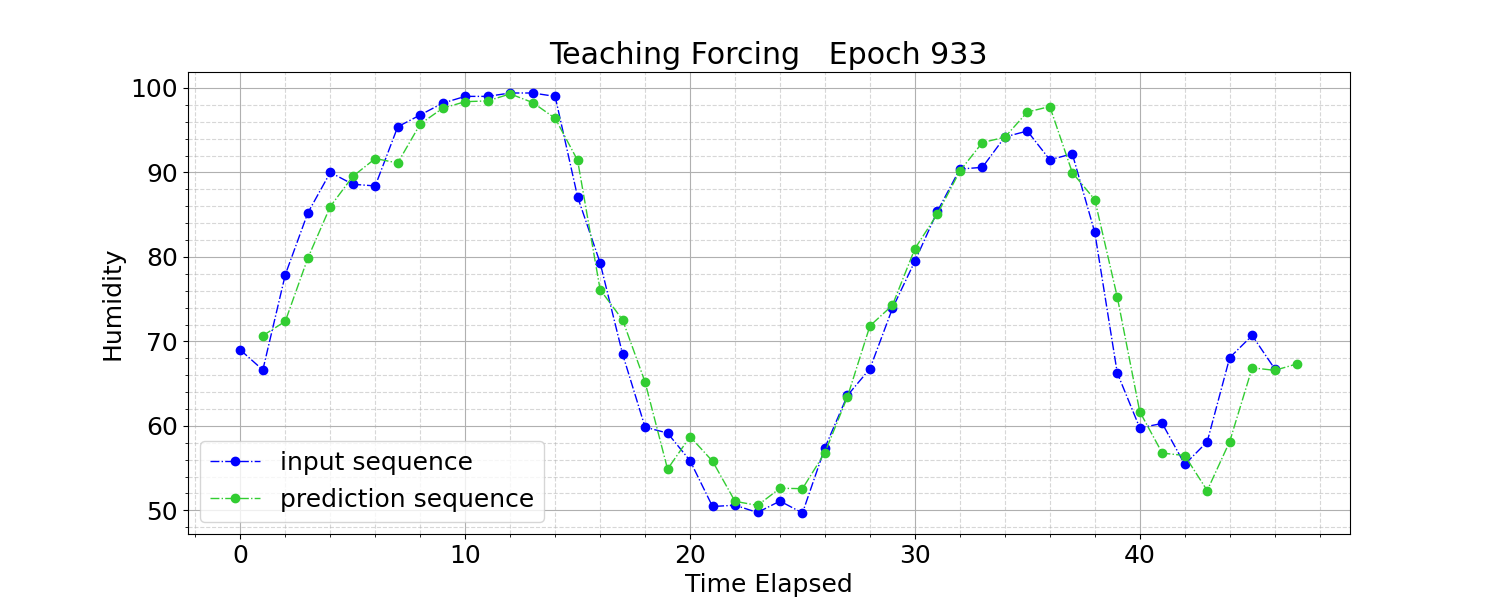 Teaching Forcing   Epoch 933
100
90
80
70
60
50
Humidity
input sequence
prediction sequence
0 10 20 30 40
Time Elapsed